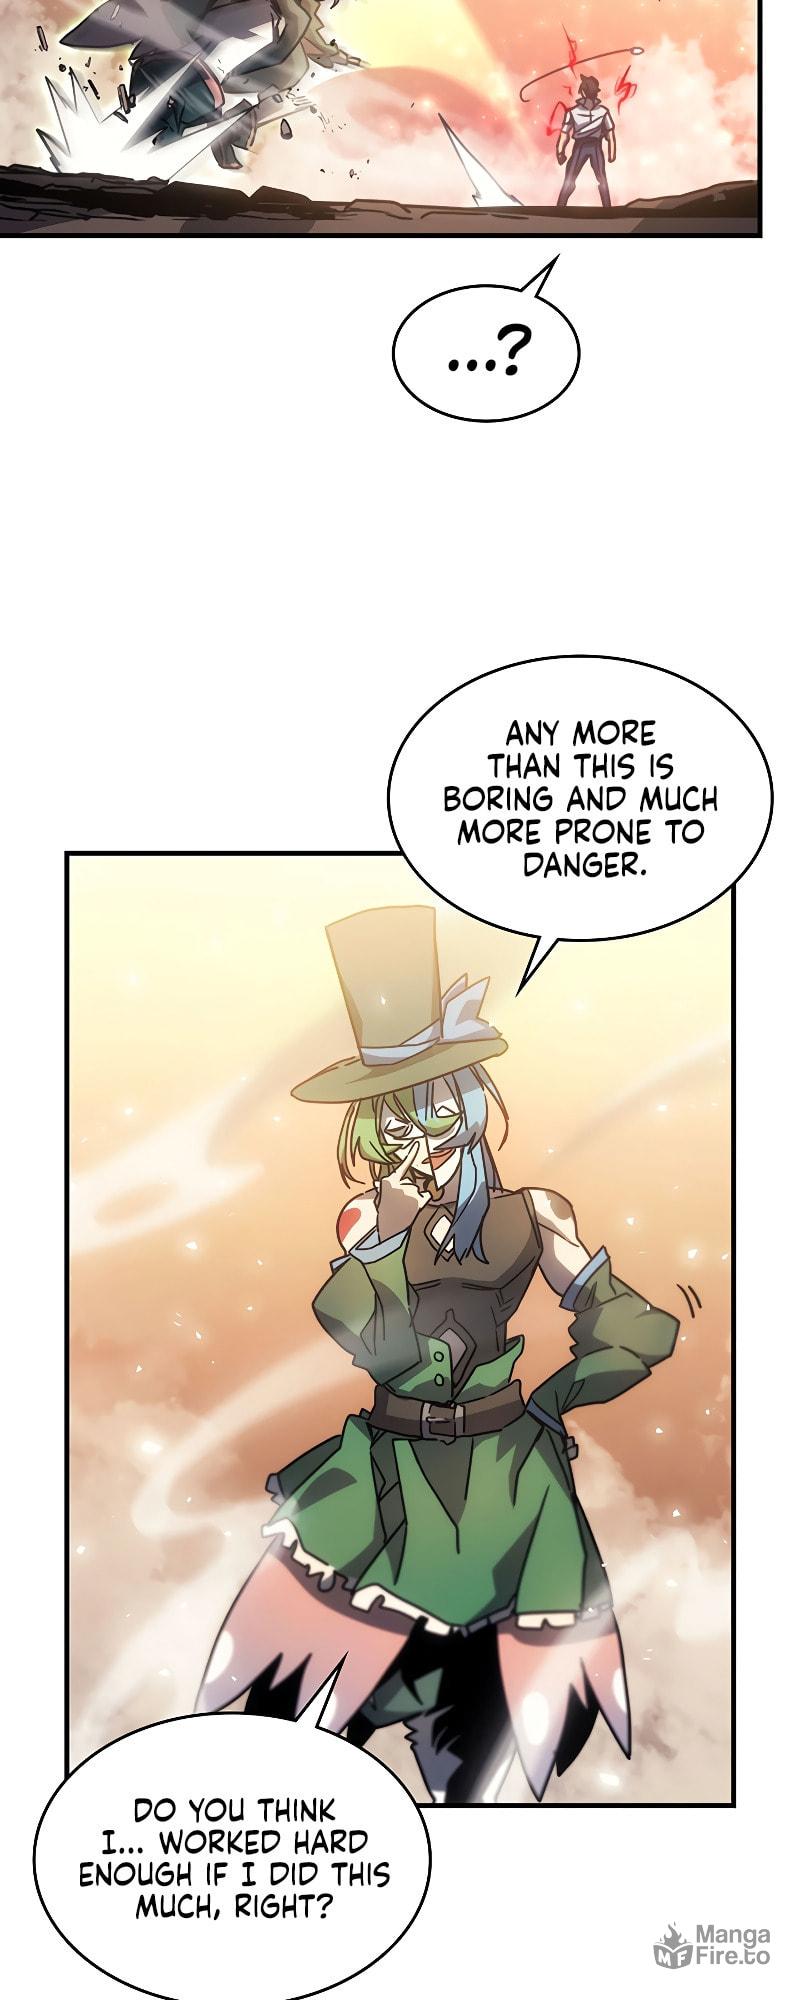 ...?
ANY MORE
THAN THIS IS
BORING AND MUCH
MORE PRONE TO
DANGER.
DO YOU THINK
I... WORKED HARD
ENOUGH IF I DID THIS
MUCH, RIGHT?
Manga
MF Fire.to